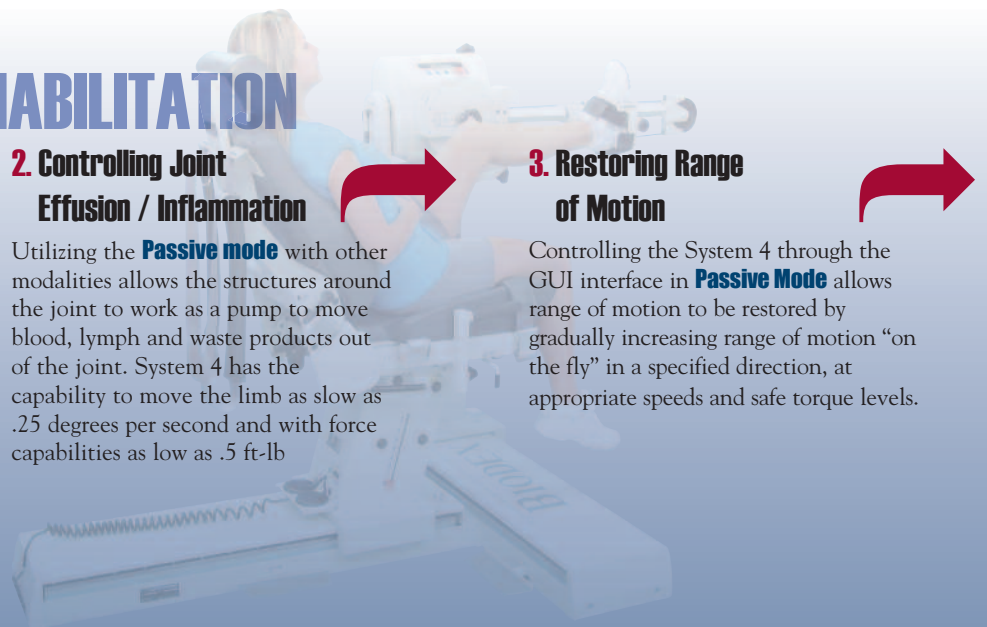 HABILITATION
2. Controlling Joint
Effusion / Inflammation
Utilizing the Passive mode with other
modalities allows the structures around
the joint to work as a pump to move
blood, lymph and waste products out
of the joint. System 4 has the
capability to move the limb as slow as
.25 degrees per second and with force
capabilities as low as .5 ft-lb
3. Restoring Range
of Motion
Controlling the System 4 through the
GUI interface in Passive Mode allows
range of motion to be restored by
gradually increasing range of motion “on
the fly” in a specified direction, at
appropriate speeds and safe torque levels.
BIODEX